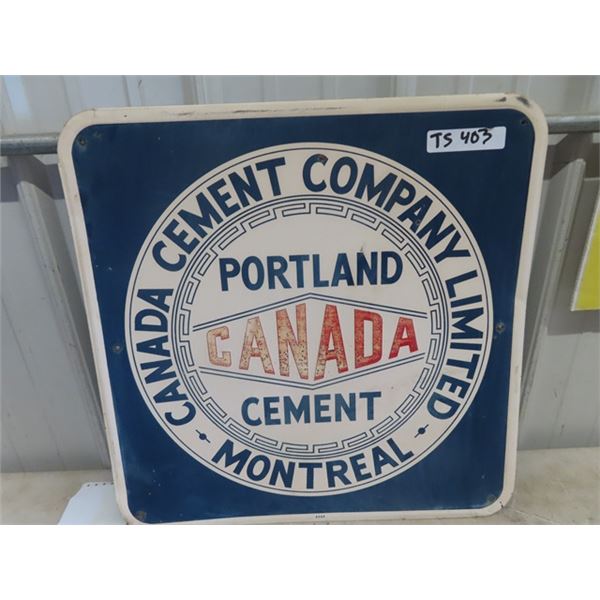 TS 403
CANADA CEMENT COMPANY LIMITED
PORTLAND
CANADA
CEMENT
MONTREAL